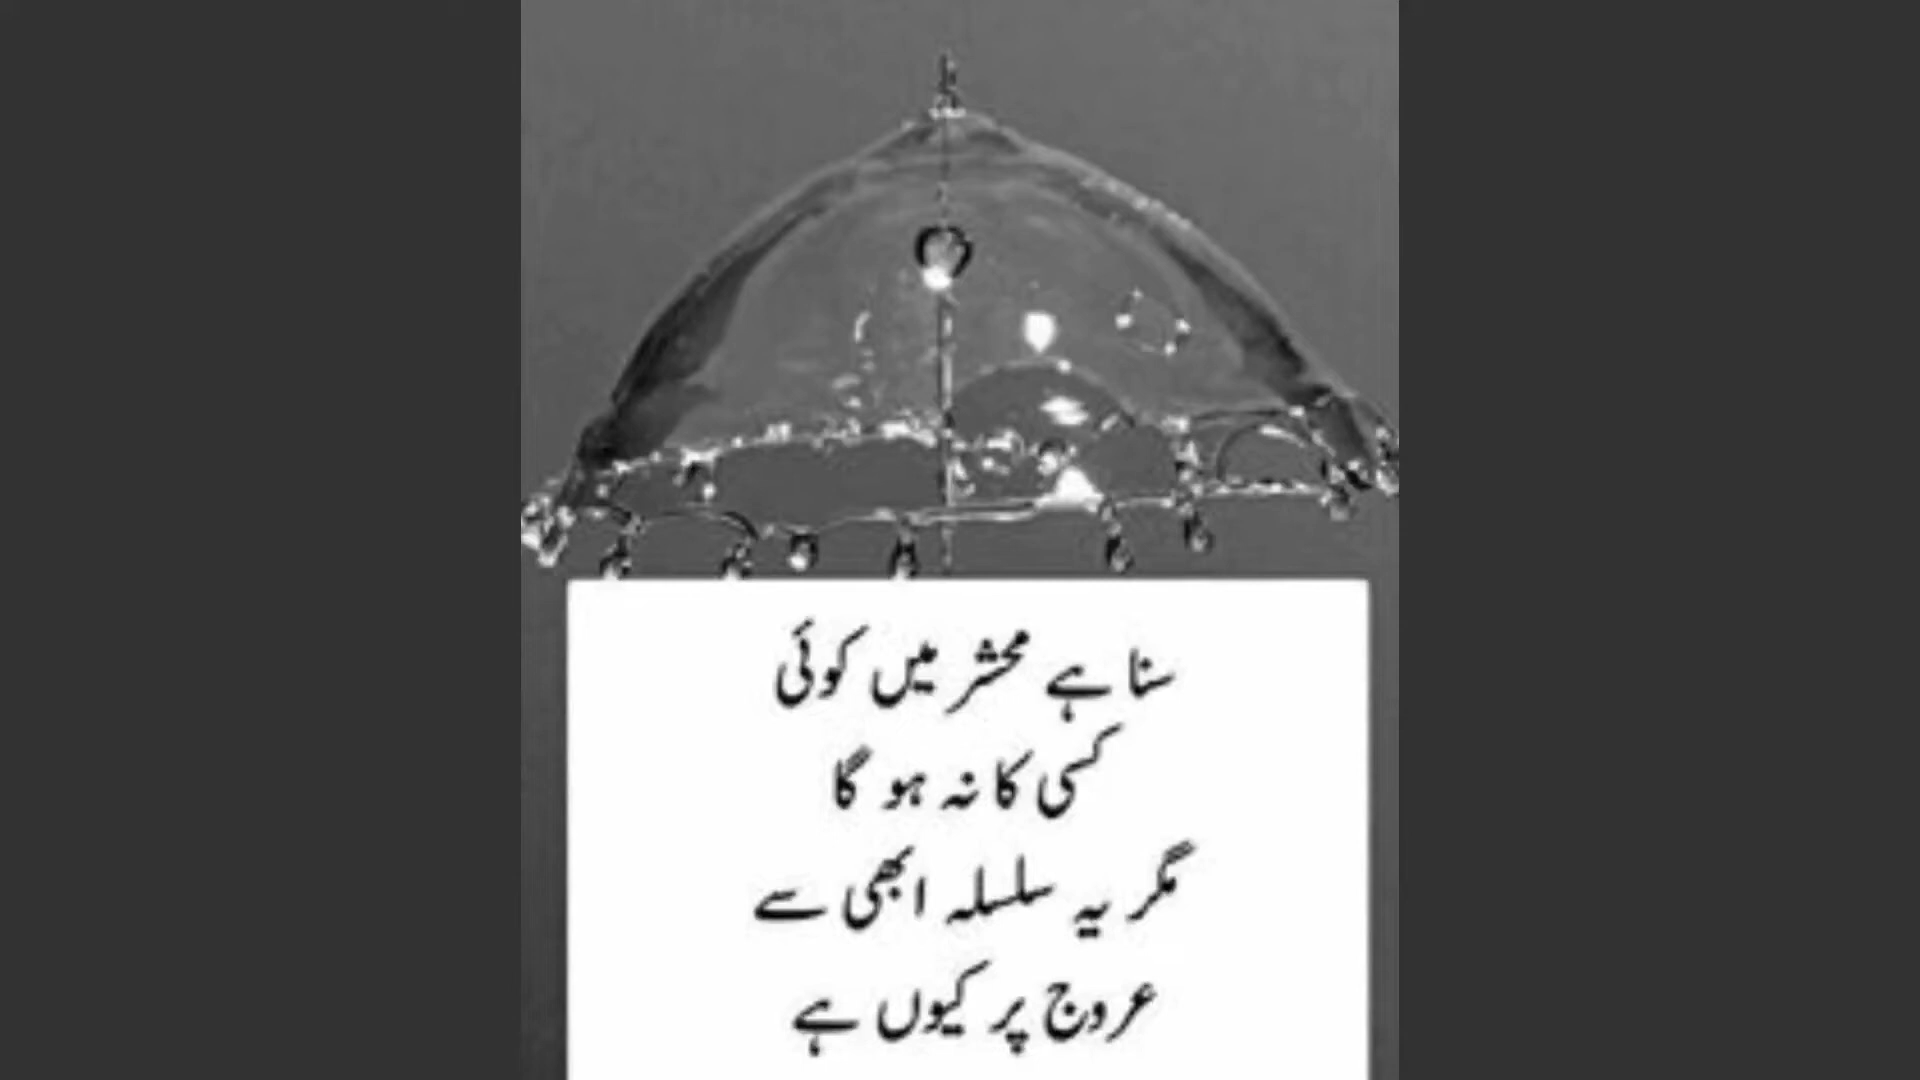 سنا ہے محشر میں کوئی
کسی کا نہ ہو گا
مگر یہ سلسلہ ابھی سے
عروج پر کیوں ہے